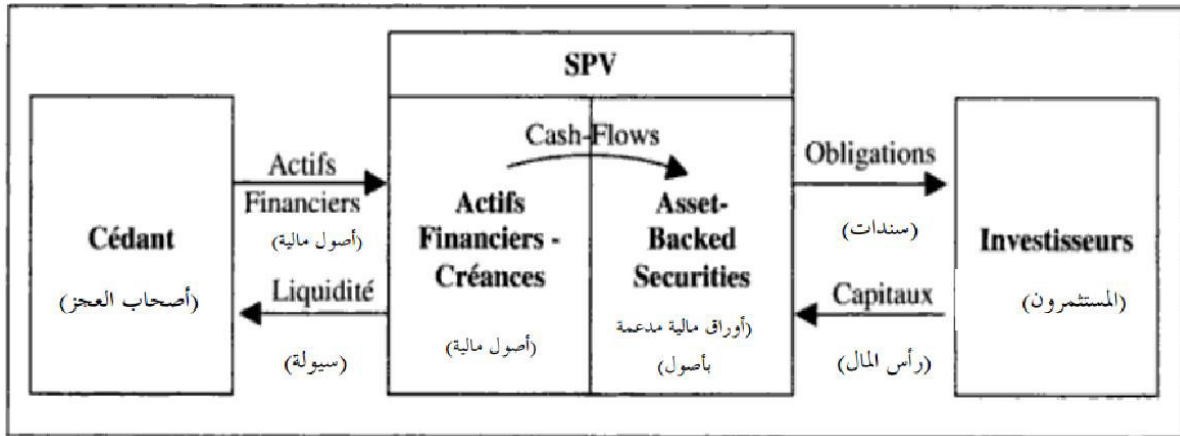 SPV
Cash-Flows
Cédant
(أصحاب العجز)
Actifs
Financiers
(أصول مالية)
Liquidité
(سيولة)
Actifs
Financiers -
Créances
(أصول مالية)
Asset-
Backed
Securities
(أوراق مالية مدعمة
بأصول)
Obligations
(سندات)
Capitaux
(رأس المال)
Investisseurs
(المستثمرون)